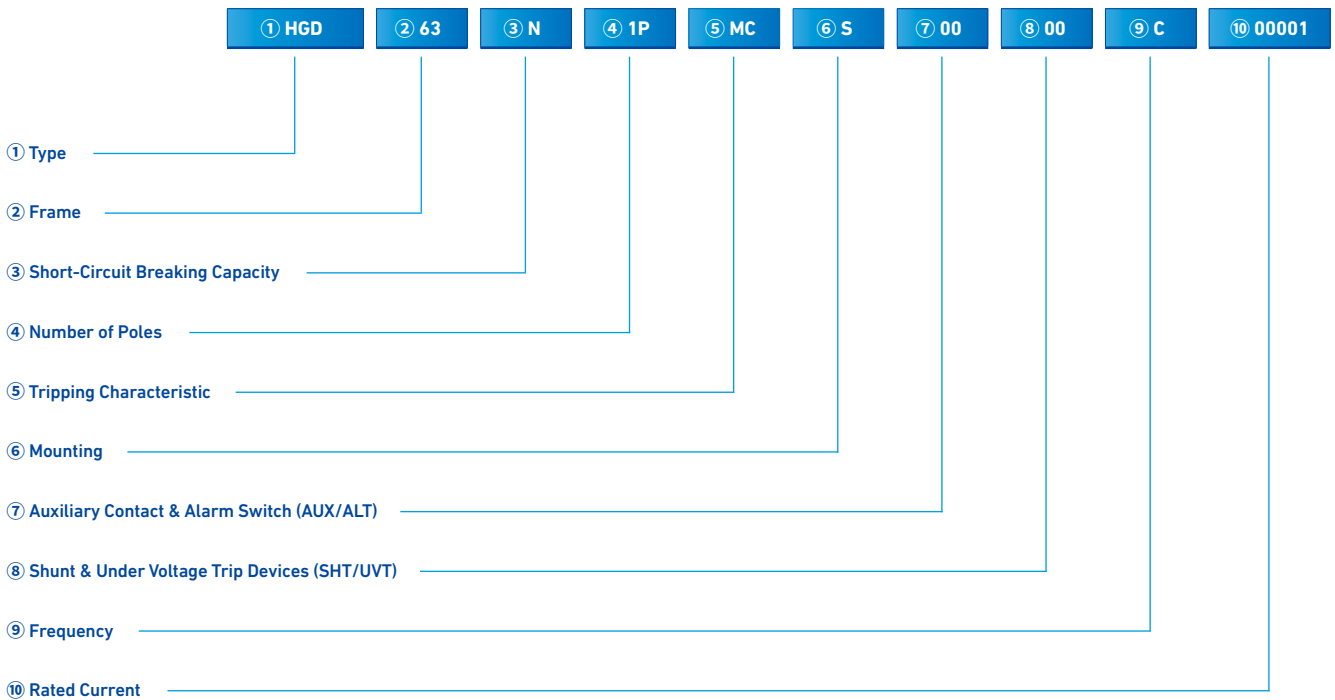 ① HGD ② 63 ③ N ④ 1P ⑤ MC ⑥ S ⑦ 00 ⑧ 00 ⑨ C ⑩ 00001
① Type
② Frame
③ Short-Circuit Breaking Capacity
④ Number of Poles
⑤ Tripping Characteristic
⑥ Mounting
⑦ Auxiliary Contact & Alarm Switch (AUX/ALT)
⑧ Shunt & Under Voltage Trip Devices (SHT/UVT)
⑨ Frequency
⑩ Rated Current